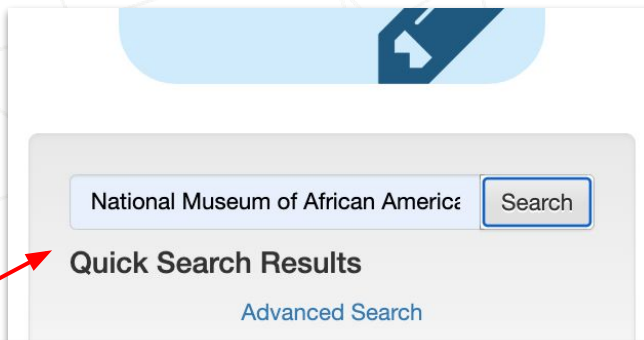 National Museum of African America
Search
Quick Search Results
Advanced Search